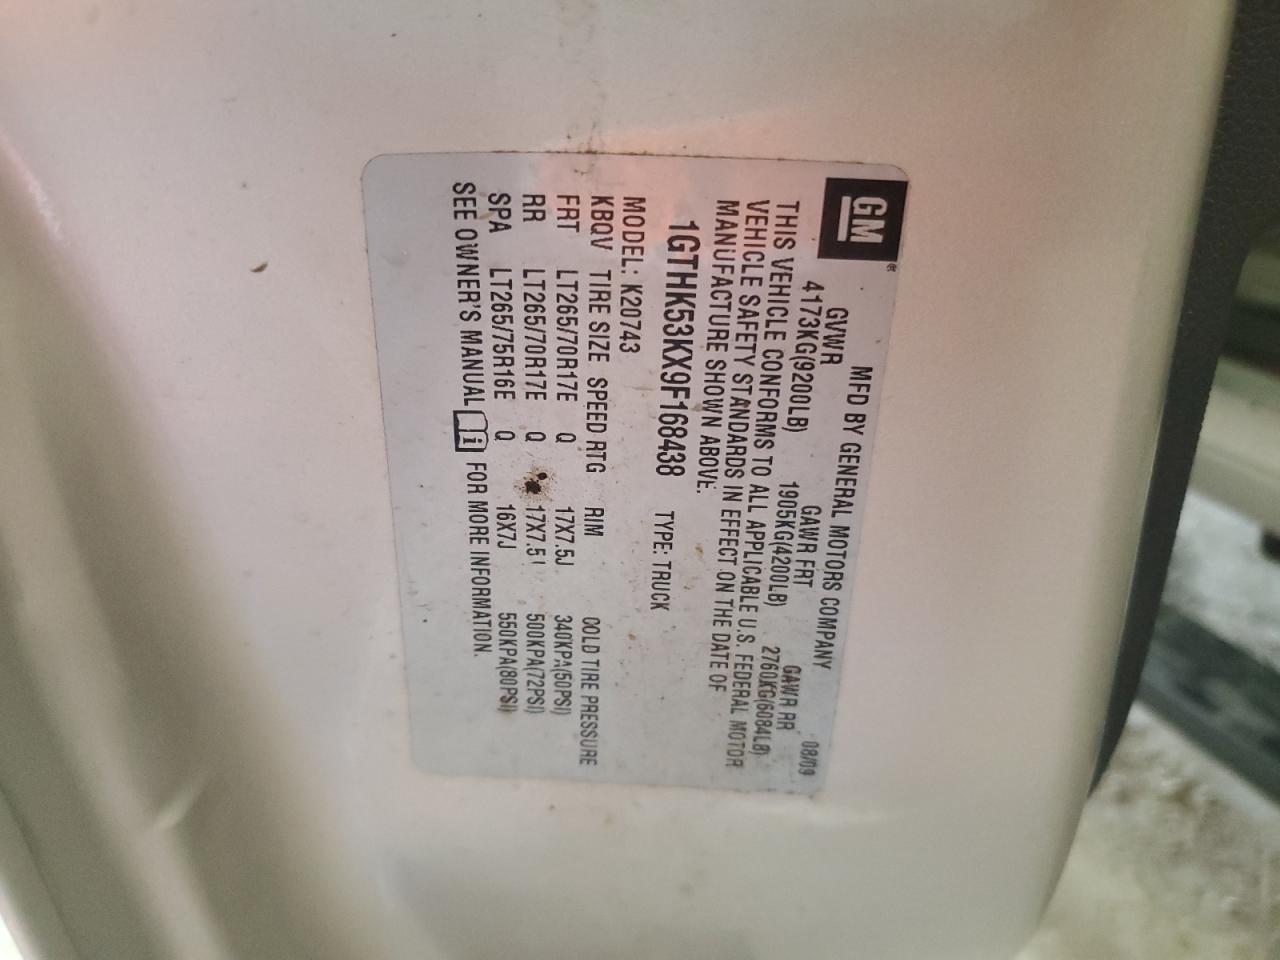 GM
MFD BY GENERAL MOTORS COMPANY 08/09
GVWR GAWR FRT GAWR RR
4173KG(9200LB) 1905KG(4200LB) 2760KG(6084LB)
THIS VEHICLE CONFORMS TO ALL APPLICABLE U.S. FEDERAL MOTOR
VEHICLE SAFETY STANDARDS IN EFFECT ON THE DATE OF
MANUFACTURE SHOWN ABOVE.
1GTHK53KX9F168438 TYPE: TRUCK
MODEL: K20743
KBQV TIRE SIZE SPEED RTG RIM COLD TIRE PRESSURE
FRT LT265/70R17E Q 17X7.5J 340KPA(50PSI)
RR LT265/70R17E Q 17X7.5J 500KPA(72PSI)
SPA LT265/75R16E Q 16X7J 550KPA(80PSI)
SEE OWNER'S MANUAL i FOR MORE INFORMATION.